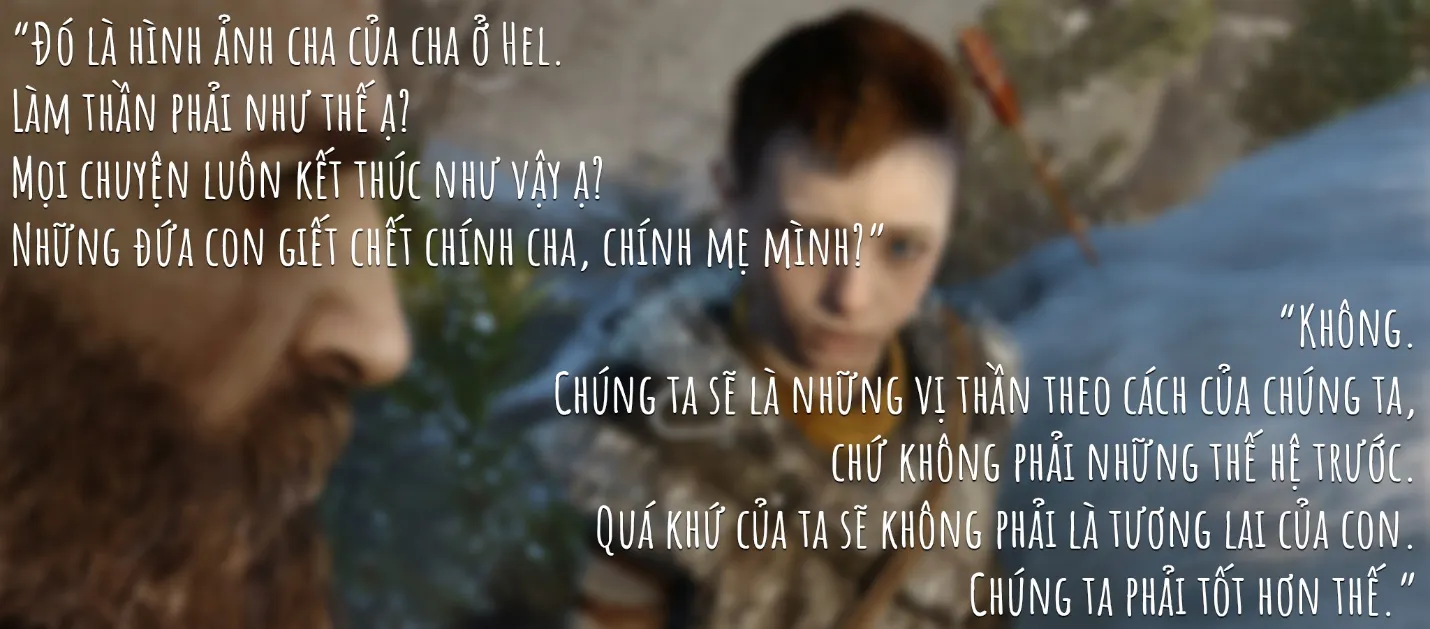 “Đó là hình ảnh cha của cha ở Hel.
Làm thần phải như thế ạ?
Mọi chuyện luôn kết thúc như vậy ạ?
Những đứa con giết chết chính cha, chính mẹ mình?”
“Không.
Chúng ta sẽ là những vị thần theo cách của chúng ta,
chứ không phải những thế hệ trước.
Quá khứ của ta sẽ không phải là tương lai của con.
Chúng ta phải tốt hơn thế.”